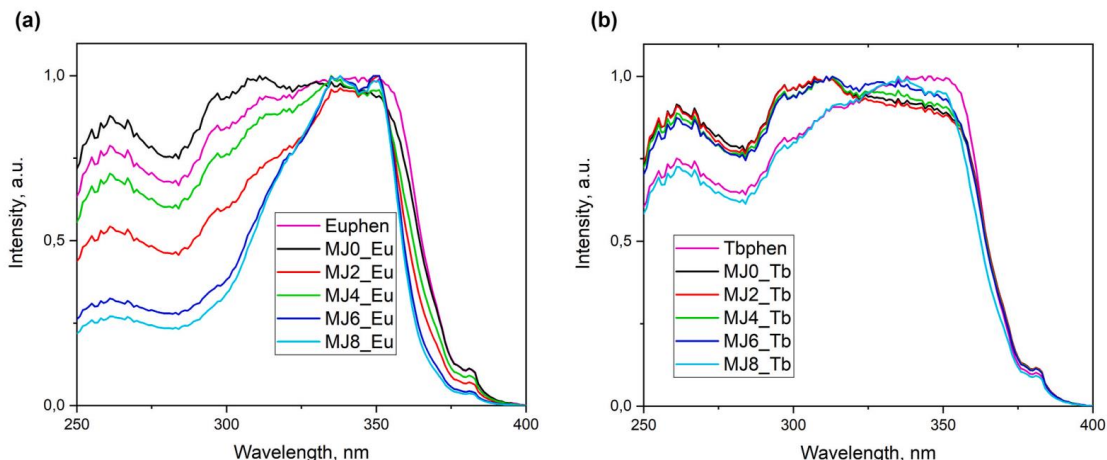 (a)
Intensity, a.u.
1,0
0,5
0,0
Euphen
MJ0_Eu
MJ2_Eu
MJ4_Eu
MJ6_Eu
MJ8_Eu
250
300
350
400
Wavelength, nm
(b)
Intensity, a.u.
1,0
0,5
0,0
Tbphen
MJ0_Tb
MJ2_Tb
MJ4_Tb
MJ6_Tb
MJ8_Tb
250
300
350
400
Wavelength, nm